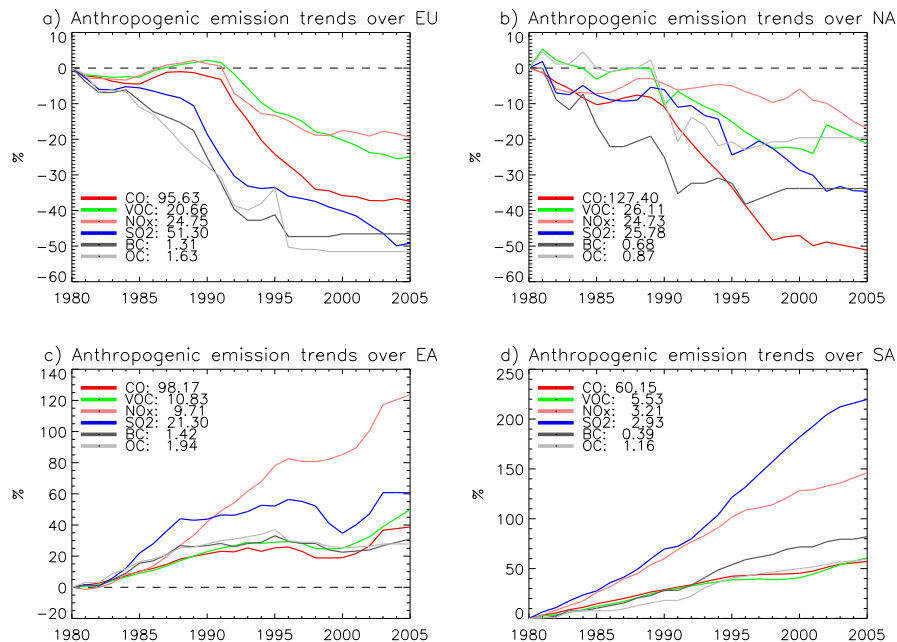 a) Anthropogenic emission trends over EU
10
0
−10
−20
−30
−40
−50
−60
%
CO: 95.63
VOC: 20.66
NOx: 24.75
SO2: 51.30
BC: 1.31
OC: 1.63
1980 1985 1990 1995 2000 2005
b) Anthropogenic emission trends over NA
10
0
−10
−20
−30
−40
−50
−60
%
CO:127.40
VOC: 26.11
NOx: 24.73
SO2: 25.78
BC: 0.68
OC: 0.87
1980 1985 1990 1995 2000 2005
c) Anthropogenic emission trends over EA
140
120
100
80
60
40
20
0
−20
%
CO: 98.17
VOC: 10.83
NOx: 9.71
SO2: 21.30
BC: 1.42
OC: 1.94
1980 1985 1990 1995 2000 2005
d) Anthropogenic emission trends over SA
250
200
150
100
50
0
%
CO: 60.15
VOC: 5.53
NOx: 3.21
SO2: 2.93
BC: 0.39
OC: 1.16
1980 1985 1990 1995 2000 2005